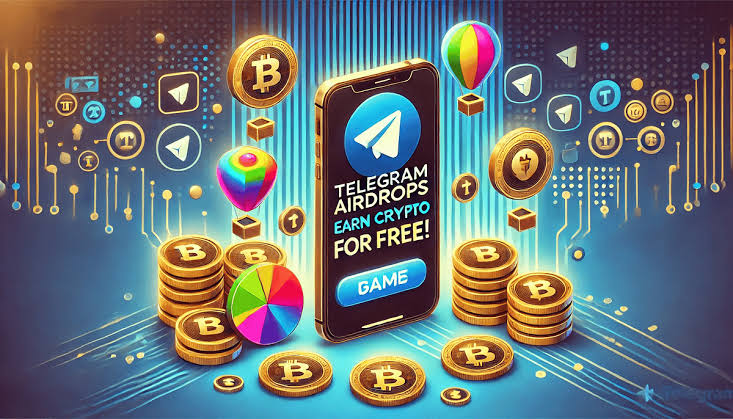 TELEGRAM
AIRDROPS
EARN CRYPTO
FOR FREE!
GAME